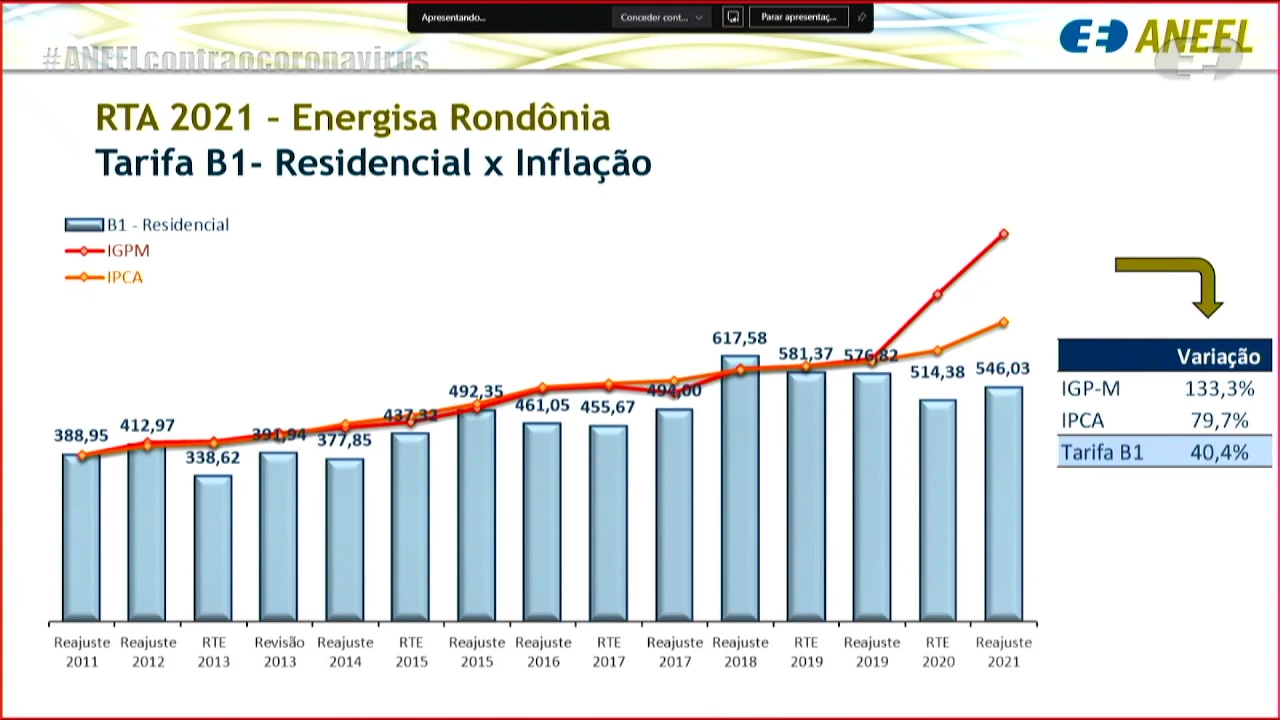 Apresentando...
Conceder cont...
Parar apresentaç...
ANEEL
#ANEELcontraocoronavirus
RTA 2021 – Energisa Rondônia
Tarifa B1- Residencial x Inflação
B1 - Residencial
IGPM
IPCA
388,95
412,97
338,62
391,94
377,85
437,32
492,35
461,05
455,67
494,00
617,58
581,37
576,82
514,38
546,03
Reajuste 2011
Reajuste 2012
RTE 2013
Revisão 2013
Reajuste 2014
RTE 2015
Reajuste 2015
Reajuste 2016
RTE 2017
Reajuste 2017
Reajuste 2018
RTE 2019
Reajuste 2019
RTE 2020
Reajuste 2021
Variação
IGP-M 133,3%
IPCA 79,7%
Tarifa B1 40,4%